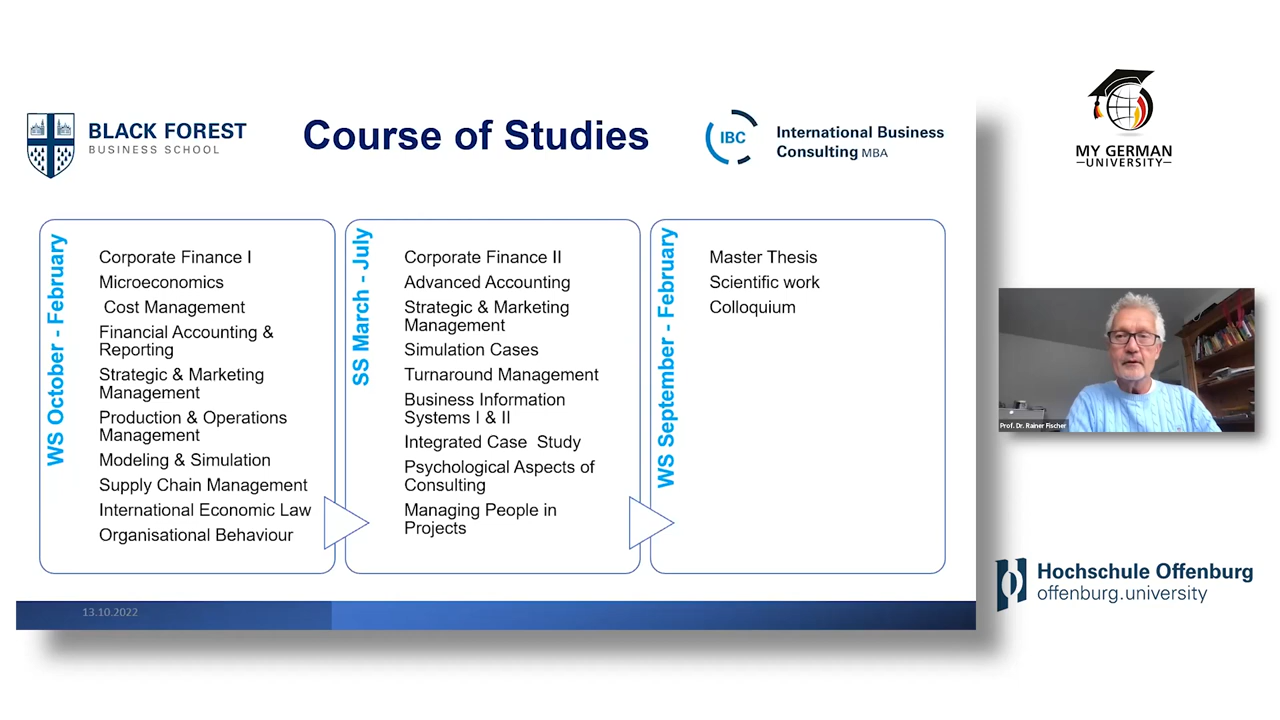 BLACK FOREST
BUSINESS SCHOOL
Course of Studies
IBC
International Business
Consulting MBA
MY GERMAN
UNIVERSITY
WS October - February
Corporate Finance I
Microeconomics
Cost Management
Financial Accounting &
Reporting
Strategic & Marketing
Management
Production & Operations
Management
Modeling & Simulation
Supply Chain Management
International Economic Law
Organisational Behaviour
SS March - July
Corporate Finance II
Advanced Accounting
Strategic & Marketing
Management
Simulation Cases
Turnaround Management
Business Information
Systems I & II
Integrated Case Study
Psychological Aspects of
Consulting
Managing People in
Projects
WS September - February
Master Thesis
Scientific work
Colloquium
Prof. Dr. Rainer Fischer
Hochschule Offenburg
offenburg.university
13.10.2022